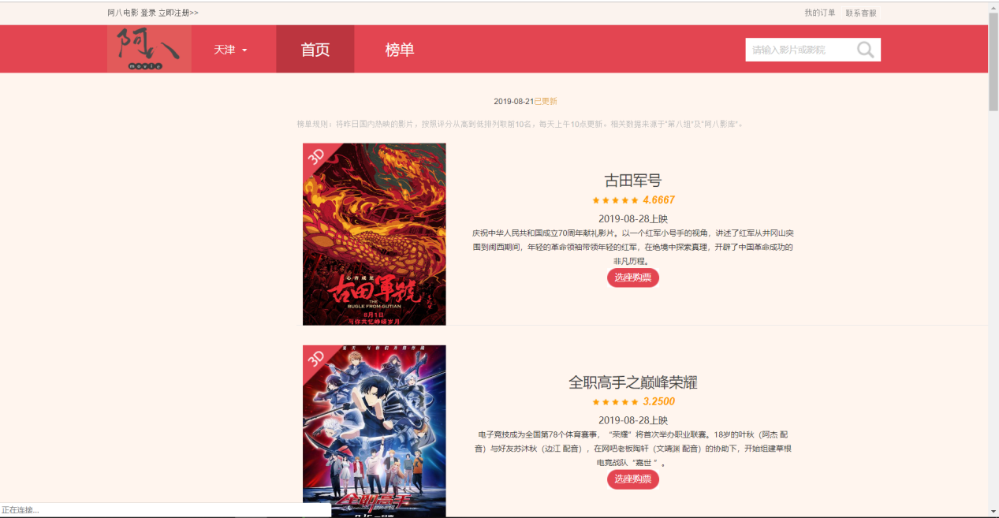 阿八电影 登录 立即注册>>
我的订单 联系客服
阿八
movie
天津
首页
榜单
请输入影片或影院
2019-08-21已更新
榜单规则：将昨日国内热映的影片，按照评分从高到低排列取前10名，每天上午10点更新。相关数据来源于"第八组"及"阿八影库"。
3D
古田軍號
THE
BUGLE FROM GUTIAN
8月1日
与你共忆峥嵘岁月
古田军号
4.6667
2019-08-28上映
庆祝中华人民共和国成立70周年献礼影片。以一个红军小号手的视角，讲述了红军从井冈山突
围到闽西期间，年轻的革命领袖带领年轻的红军，在绝境中探索真理，开辟了中国革命成功的
非凡历程。
选座购票
3D
全职高手
全职高手之巅峰荣耀
3.2500
2019-08-28上映
电子竞技成为全国第78个体育赛事，“荣耀”将首次举办职业联赛。18岁的叶秋（阿杰 配
音）与好友苏沐秋（边江 配音），在网吧老板陶轩（文靖渊 配音）的协助下，开始组建草根
电竞战队“嘉世 ”。
选座购票
正在连接...